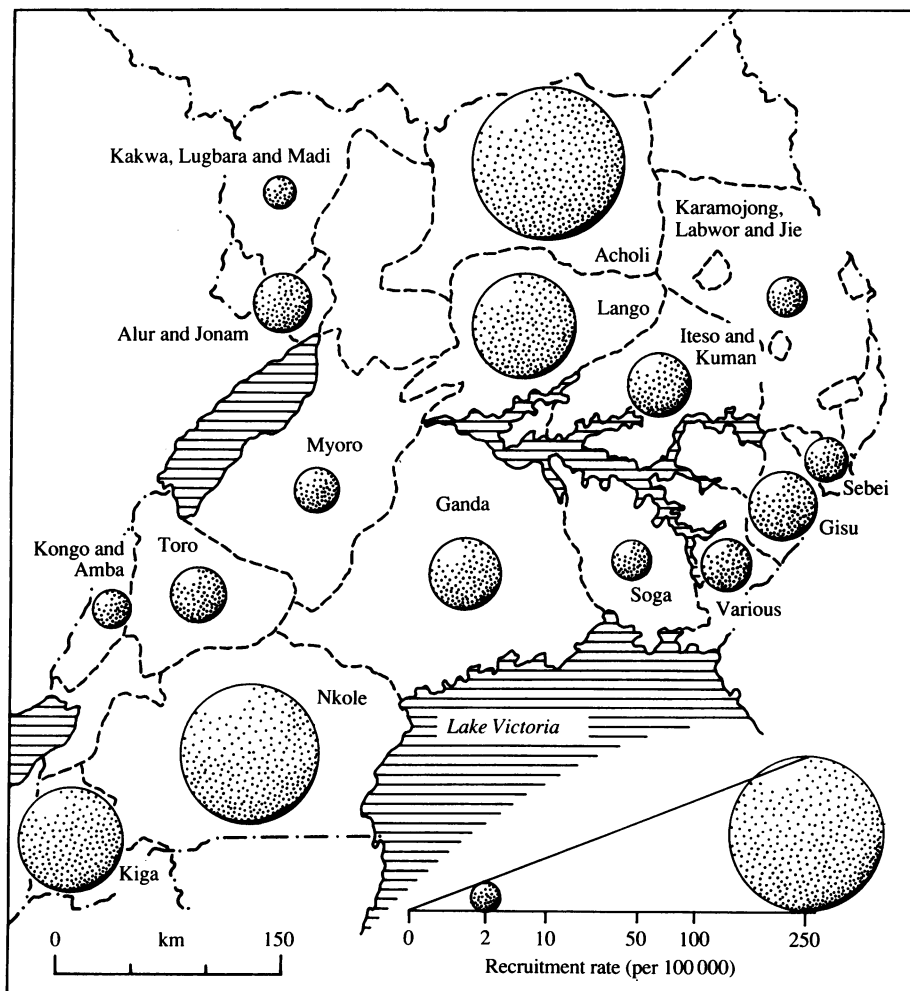 Kakwa, Lugbara and Madi
Karamojong,
Labwor and Jie
Acholi
Lango
Alur and Jonam
Iteso and
Kuman
Myoro
Ganda
Sebei
Gisu
Kongo and
Amba
Toro
Soga
Various
Nkole
Lake Victoria
Kiga
0 km 150
0 2 10 50 100 250
Recruitment rate (per 100 000)